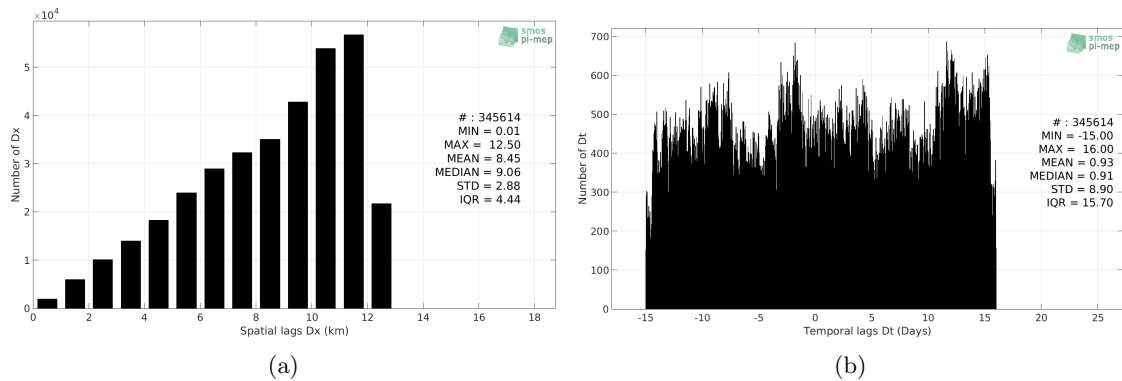 ×10⁴
smos
pi-mep
Number of Dx
5
4
3
2
1
0
# : 345614
MIN = 0.01
MAX = 12.50
MEAN = 8.45
MEDIAN = 9.06
STD = 2.88
IQR = 4.44
0 2 4 6 8 10 12 14 16 18
Spatial lags Dx (km)
(a)
smos
pi-mep
Number of Dt
700
600
500
400
300
200
100
0
# : 345614
MIN = -15.00
MAX = 16.00
MEAN = 0.93
MEDIAN = 0.91
STD = 8.90
IQR = 15.70
-15 -10 -5 0 5 10 15 20 25
Temporal lags Dt (Days)
(b)